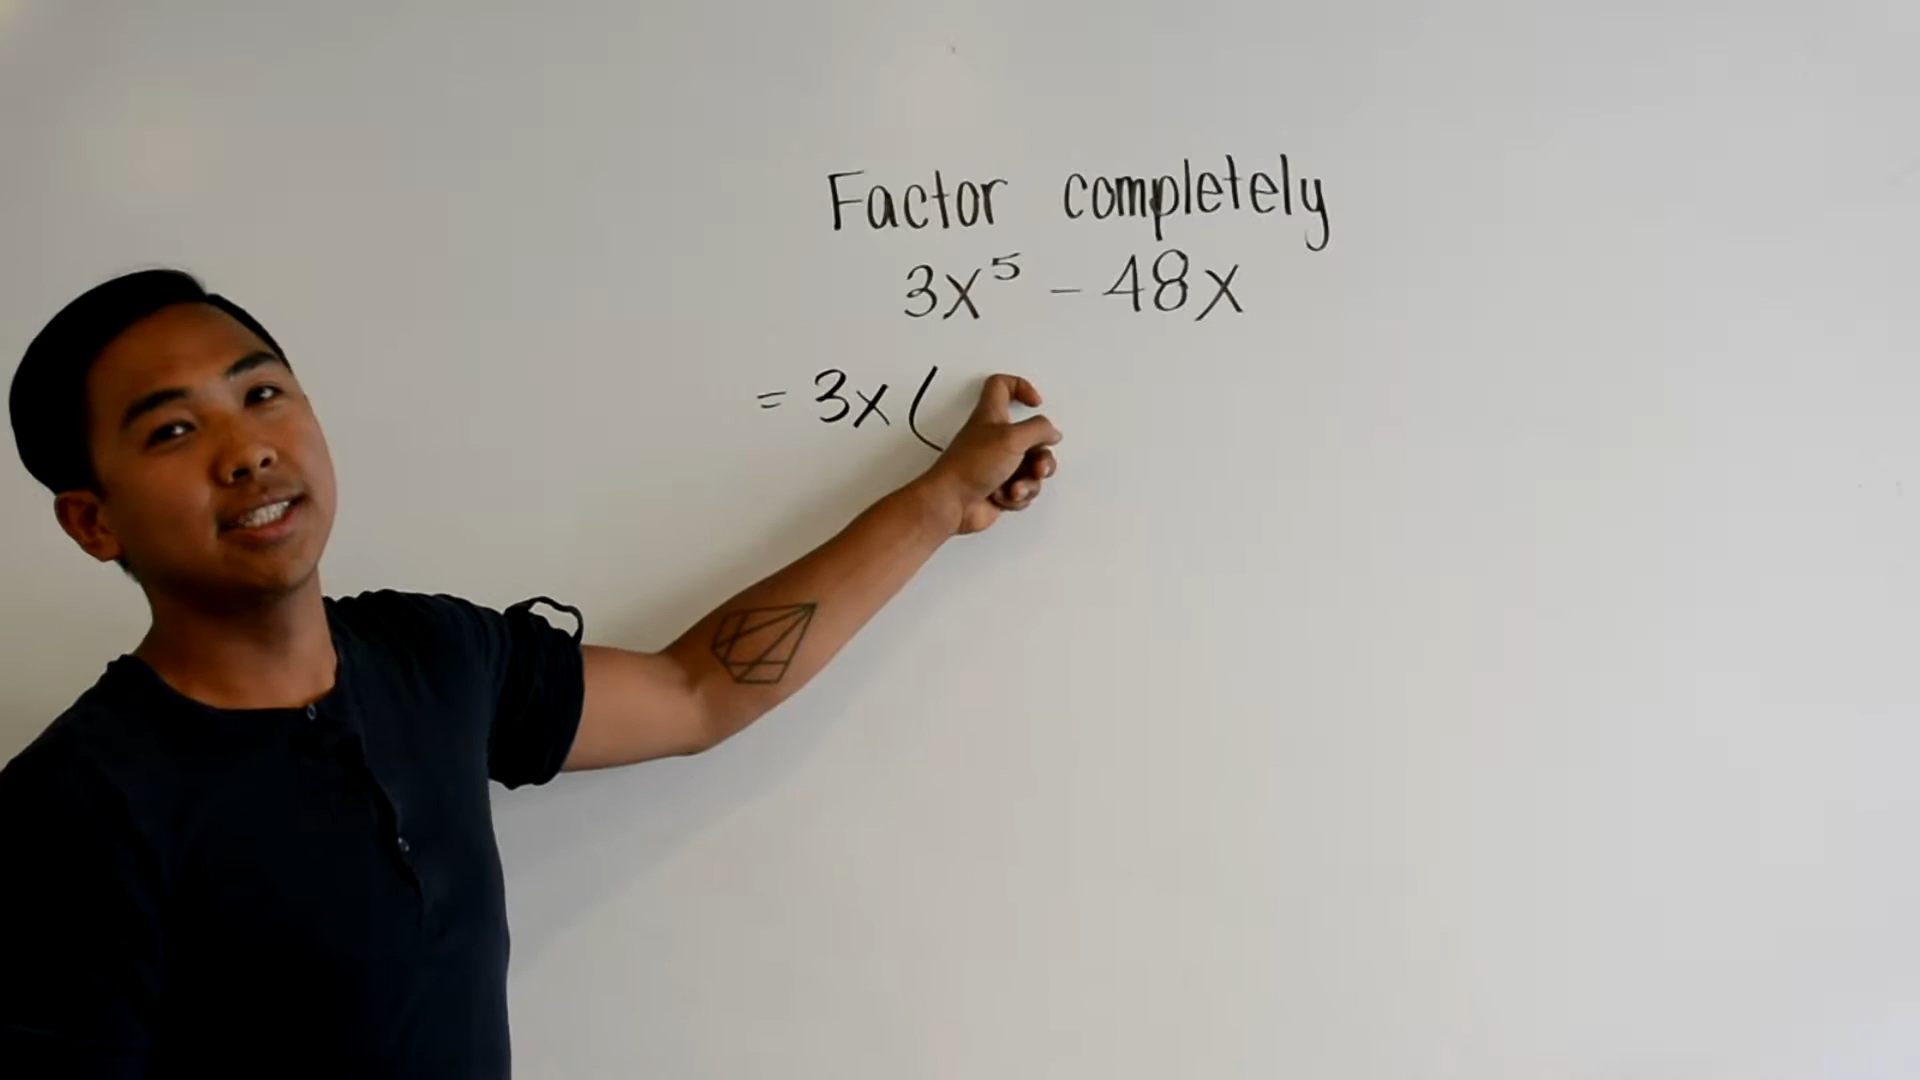 Factor completely
3x⁵ - 48x
= 3x (